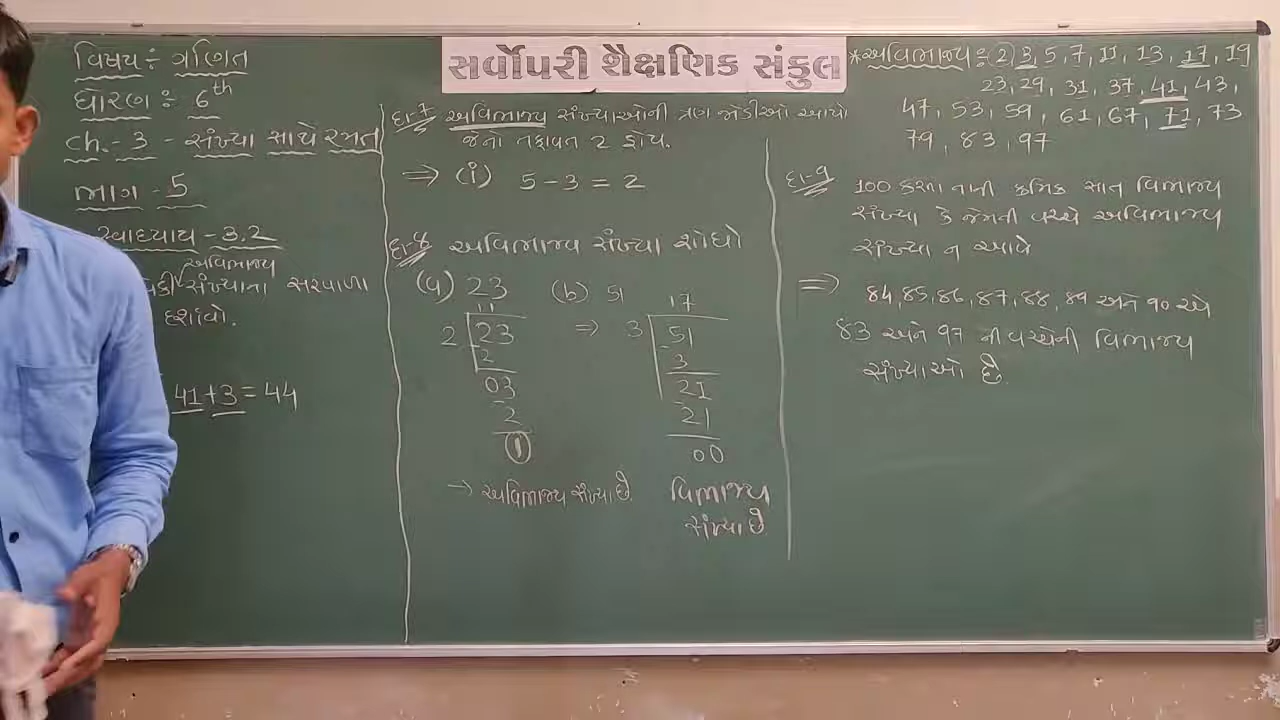 સર્વોપરી શૈક્ષણિક સંકુલ
વિષય : ગણિત
ધોરણ : 6th
ch.- 3 - સંખ્યા સાથે રમત
ભાગ - 5
સ્વાધ્યાય - 3.2
અવિભાજ્ય
સંખ્યાના સરવાળા
દર્શાવો.
41+3 = 44
દા-7 અવિભાજ્ય સંખ્યાઓની ત્રણ જોડીઓ આપો
જેનો તફાવત 2 હોય.
⇒ (i) 5-3 = 2
દા-8 અવિભાજ્ય સંખ્યા શોધો
(a) 23 (b) 51
11
2 23
2
03
2
1
→ અવિભાજ્ય સંખ્યા છે.
⇒ 17
3 51
3
21
21
00
વિભાજ્ય
સંખ્યા છે
*અવિભાજ્ય : 2, 3, 5, 7, 11, 13, 17, 19
23, 29, 31, 37, 41, 43,
47, 53, 59, 61, 67, 71, 73
79, 83, 97
દા-9 100 કરતા નાની ક્રમિક સાત વિભાજ્ય
સંખ્યા કે જેમની વચ્ચે અવિભાજ્ય
સંખ્યા ન આવે
⇒ 84, 85, 86, 87, 88, 89 અને 90 એ
83 અને 97 ની વચ્ચેની વિભાજ્ય
સંખ્યાઓ છે.